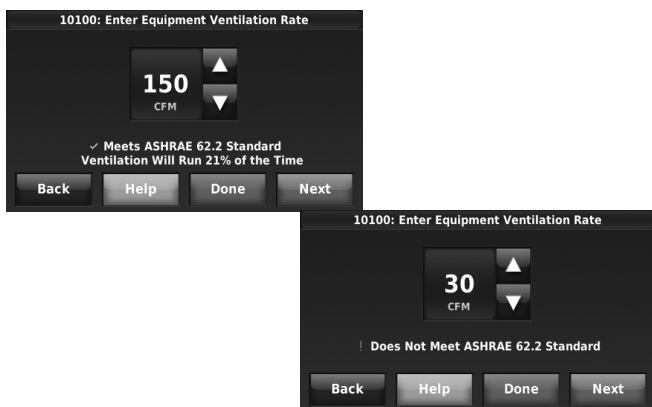 10100: Enter Equipment Ventilation Rate
150
CFM
✓ Meets ASHRAE 62.2 Standard
Ventilation Will Run 21% of the Time
Back Help Done Next
10100: Enter Equipment Ventilation Rate
30
CFM
! Does Not Meet ASHRAE 62.2 Standard
Back Help Done Next